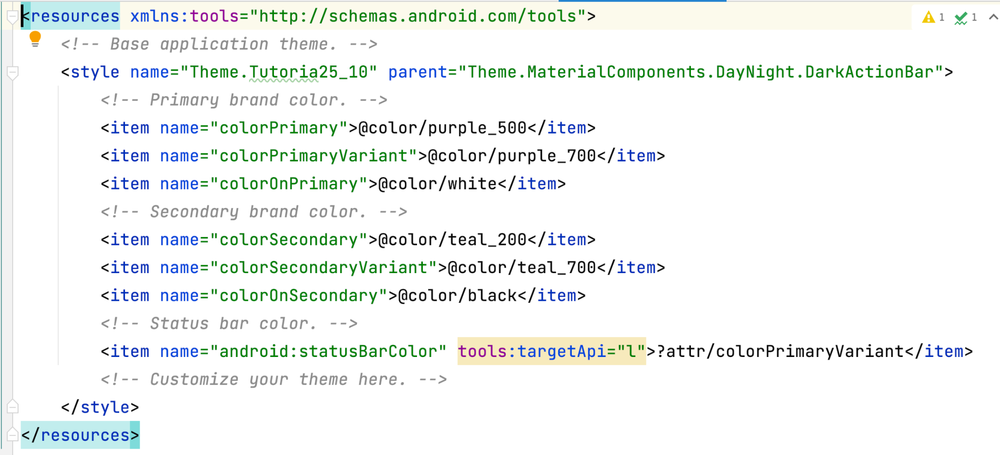 <resources xmlns:tools="http://schemas.android.com/tools">
1 1
<!-- Base application theme. -->
<style name="Theme.Tutoria25_10" parent="Theme.MaterialComponents.DayNight.DarkActionBar">
<!-- Primary brand color. -->
<item name="colorPrimary">@color/purple_500</item>
<item name="colorPrimaryVariant">@color/purple_700</item>
<item name="colorOnPrimary">@color/white</item>
<!-- Secondary brand color. -->
<item name="colorSecondary">@color/teal_200</item>
<item name="colorSecondaryVariant">@color/teal_700</item>
<item name="colorOnSecondary">@color/black</item>
<!-- Status bar color. -->
<item name="android:statusBarColor" tools:targetApi="l">?attr/colorPrimaryVariant</item>
<!-- Customize your theme here. -->
</style>
</resources>